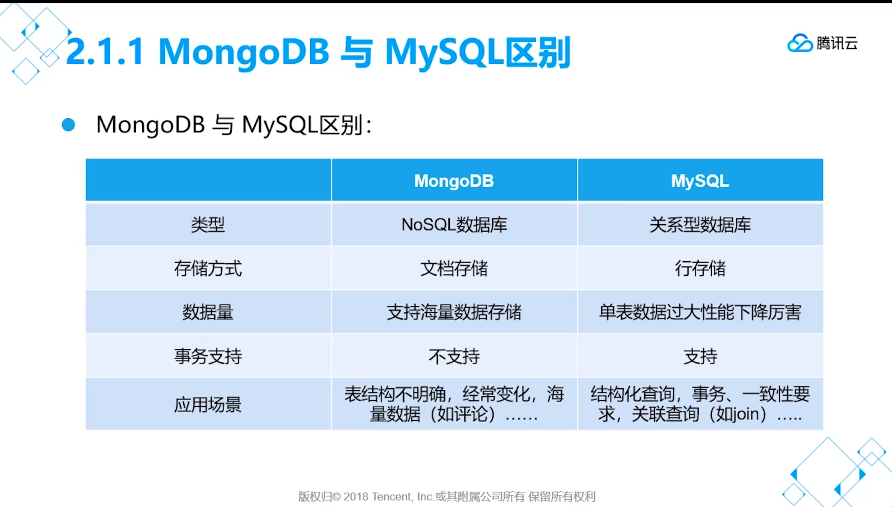 2.1.1 MongoDB 与 MySQL区别
腾讯云
MongoDB 与 MySQL区别：
MongoDB MySQL
类型 NoSQL数据库 关系型数据库
存储方式 文档存储 行存储
数据量 支持海量数据存储 单表数据过大性能下降厉害
事务支持 不支持 支持
应用场景 表结构不明确，经常变化，海 结构化查询，事务、一致性要
量数据（如评论）…… 求，关联查询（如join）…..
版权归© 2018 Tencent, Inc.或其附属公司所有 保留所有权利